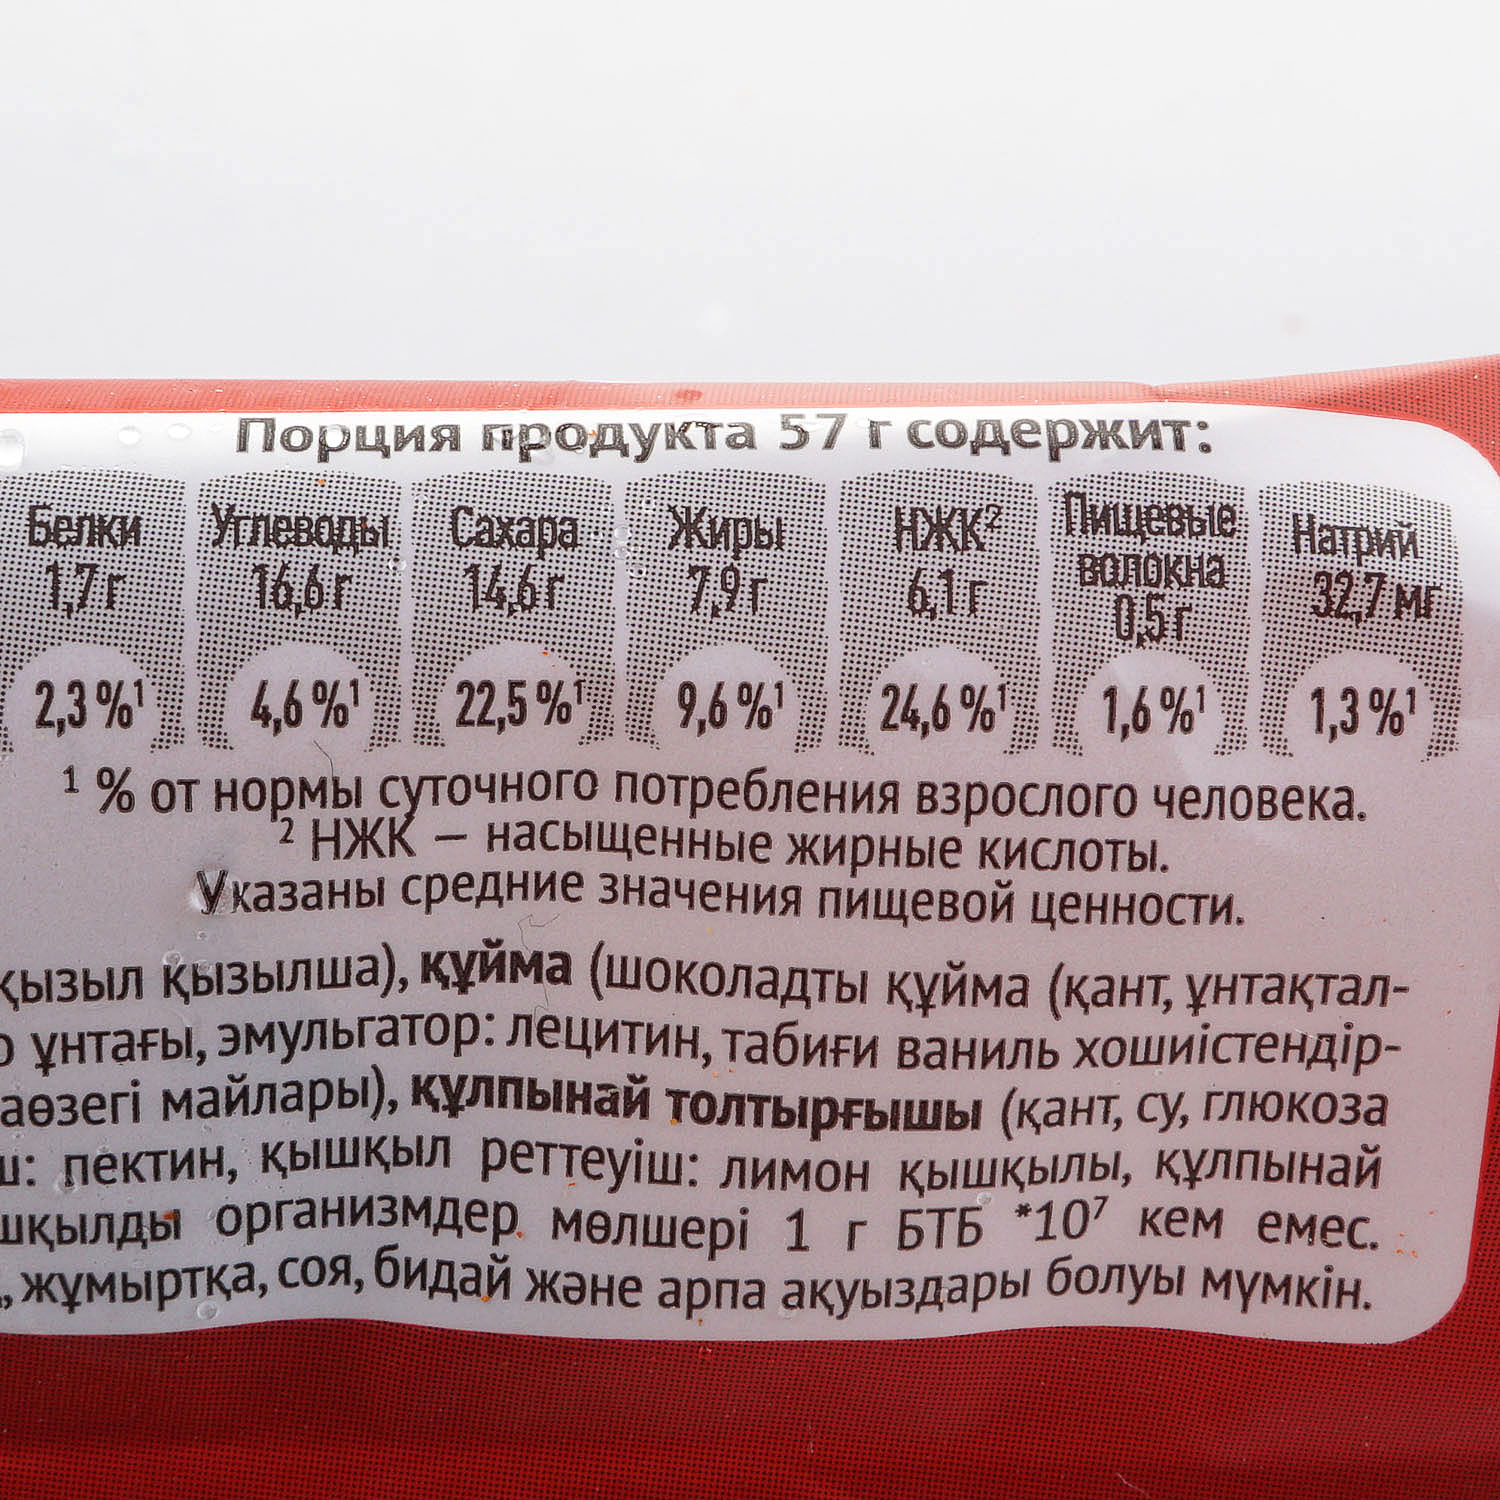 Порция продукта 57 г содержит:
Белки Углеводы Сахара Жиры НЖК² Пищевые волокна Натрий
1,7 г 16,6 г 14,6 г 7,9 г 6,1 г 0,5 г 32,7 мг
2,3 %¹ 4,6 %¹ 22,5 %¹ 9,6 %¹ 24,6 %¹ 1,6 %¹ 1,3 %¹
¹ % от нормы суточного потребления взрослого человека.
² НЖК — насыщенные жирные кислоты.
Указаны средние значения пищевой ценности.
қызыл қызылша), құйма (шоколадты құйма (қант, ұнтақтал-
ұнтағы, эмульгатор: лецитин, табиғи ваниль хошиістендір-
аөзегі майлары), құлпынай толтырғышы (қант, су, глюкоза
ш: пектин, қышқыл реттеуіш: лимон қышқылы, құлпынай
шқылды организмдер мөлшері 1 г БТБ *10⁷ кем емес.
, жұмыртқа, соя, бидай және арпа ақуыздары болуы мүмкін.